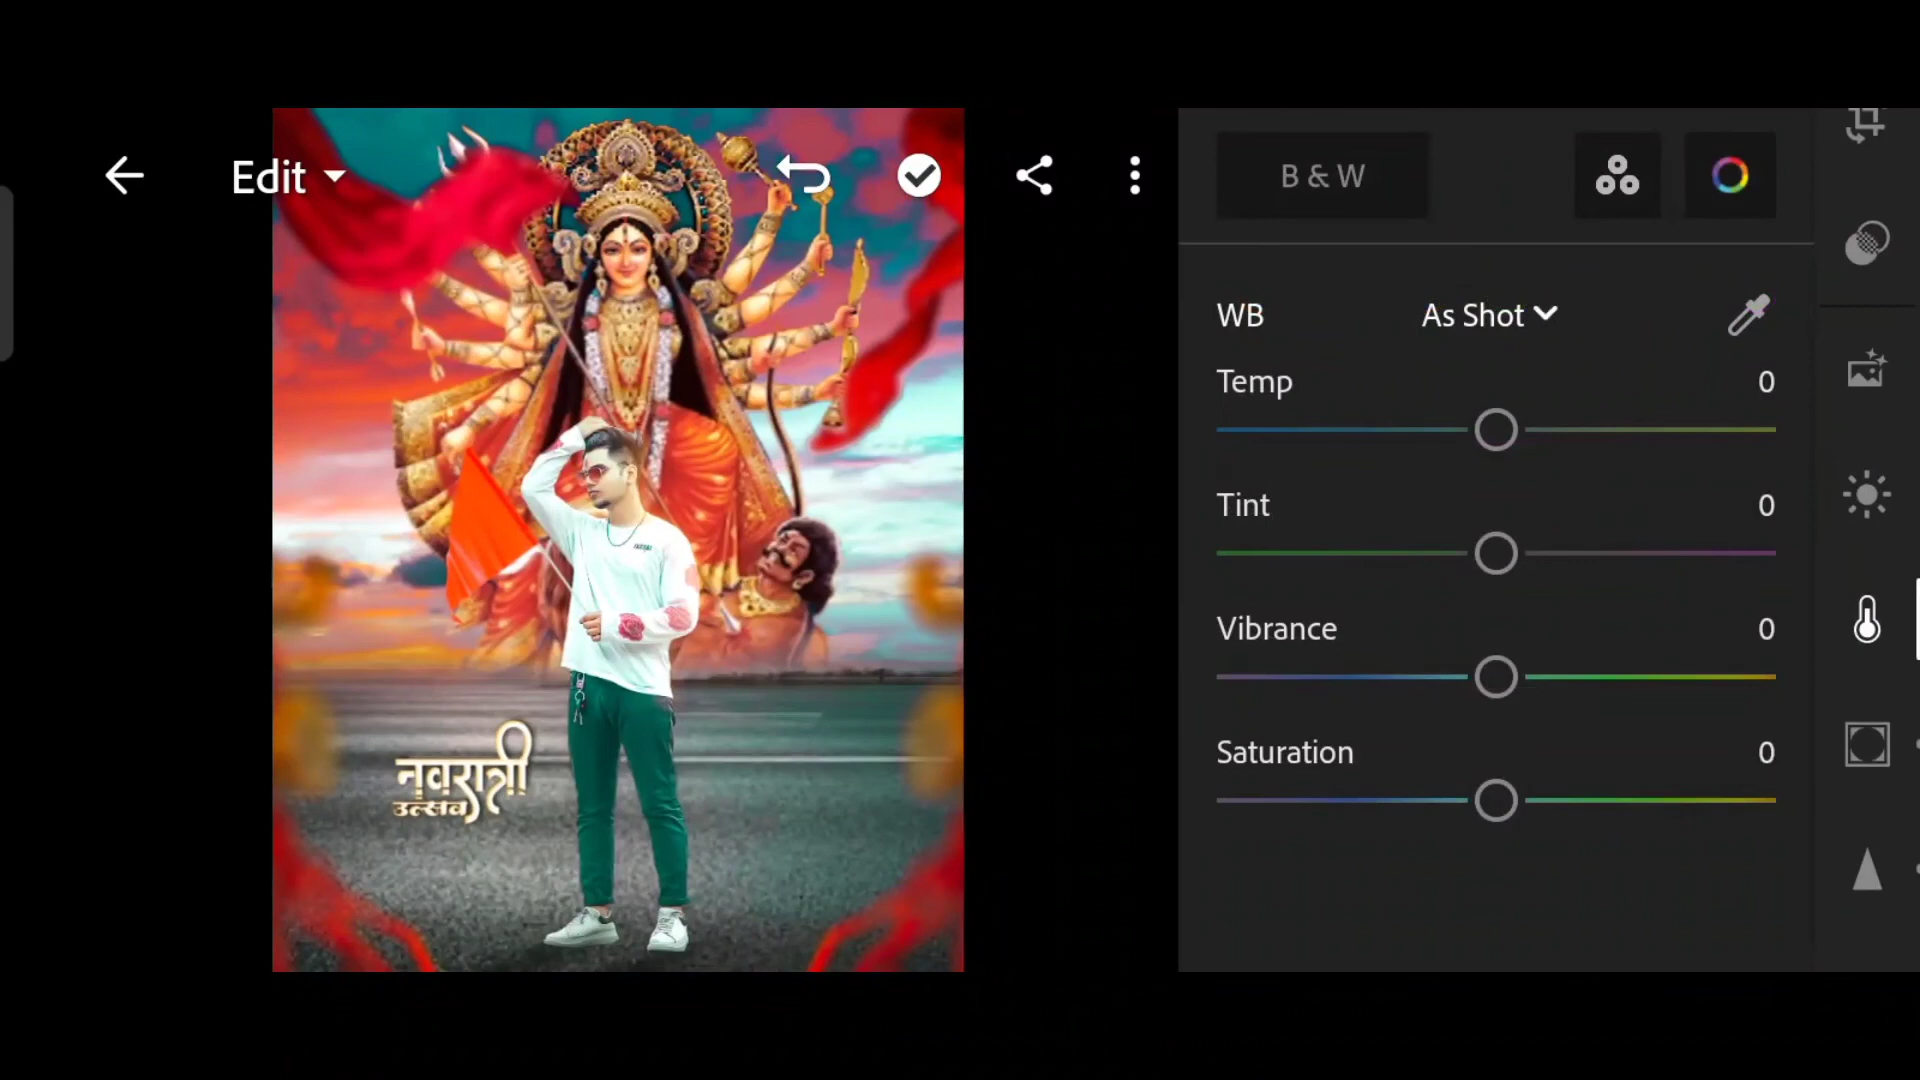 Edit
B & W
WB As Shot
Temp 0
Tint 0
Vibrance 0
Saturation 0
नवरात्री
उत्सव